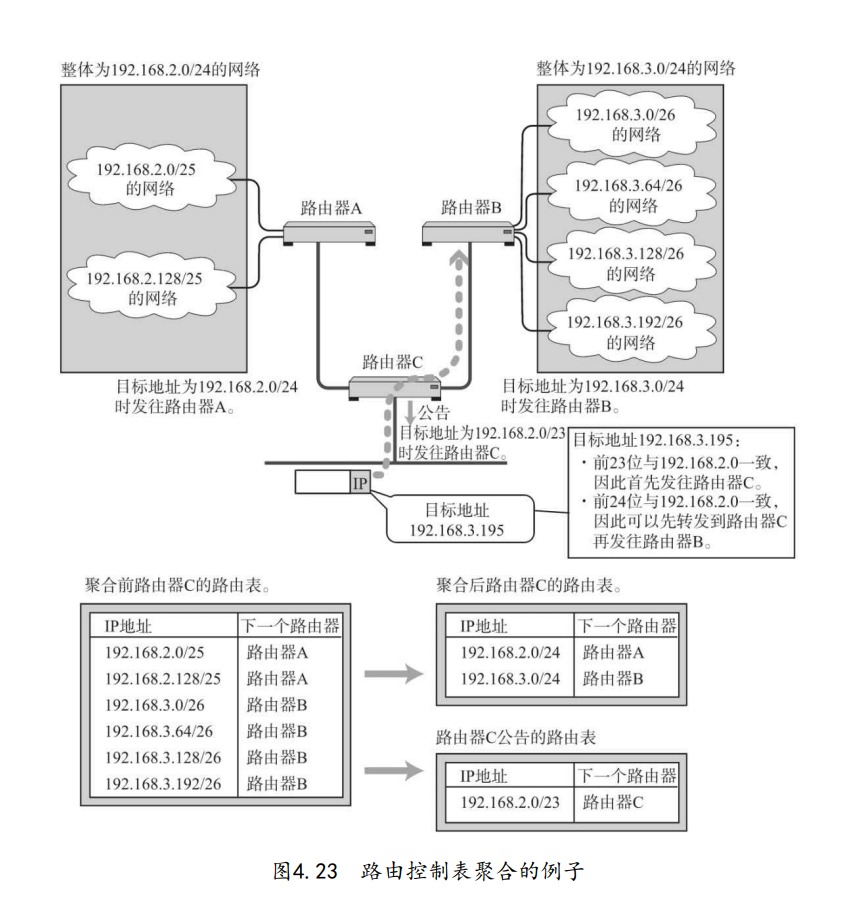 整体为192.168.2.0/24的网络
整体为192.168.3.0/24的网络
192.168.2.0/25
的网络
192.168.2.128/25
的网络
路由器A
路由器B
192.168.3.0/26
的网络
192.168.3.64/26
的网络
192.168.3.128/26
的网络
192.168.3.192/26
的网络
路由器C
目标地址为192.168.2.0/24
时发往路由器A。
目标地址为192.168.3.0/24
时发往路由器B。
公告
目标地址为192.168.2.0/23
时发往路由器C。
IP
目标地址
192.168.3.195
目标地址192.168.3.195：
·前23位与192.168.2.0一致，
因此首先发往路由器C。
·前24位与192.168.2.0一致，
因此可以先转发到路由器C
再发往路由器B。
聚合前路由器C的路由表。
IP地址 下一个路由器
192.168.2.0/25 路由器A
192.168.2.128/25 路由器A
192.168.3.0/26 路由器B
192.168.3.64/26 路由器B
192.168.3.128/26 路由器B
192.168.3.192/26 路由器B
聚合后路由器C的路由表。
IP地址 下一个路由器
192.168.2.0/24 路由器A
192.168.3.0/24 路由器B
路由器C公告的路由表
IP地址 下一个路由器
192.168.2.0/23 路由器C
图4.23 路由控制表聚合的例子